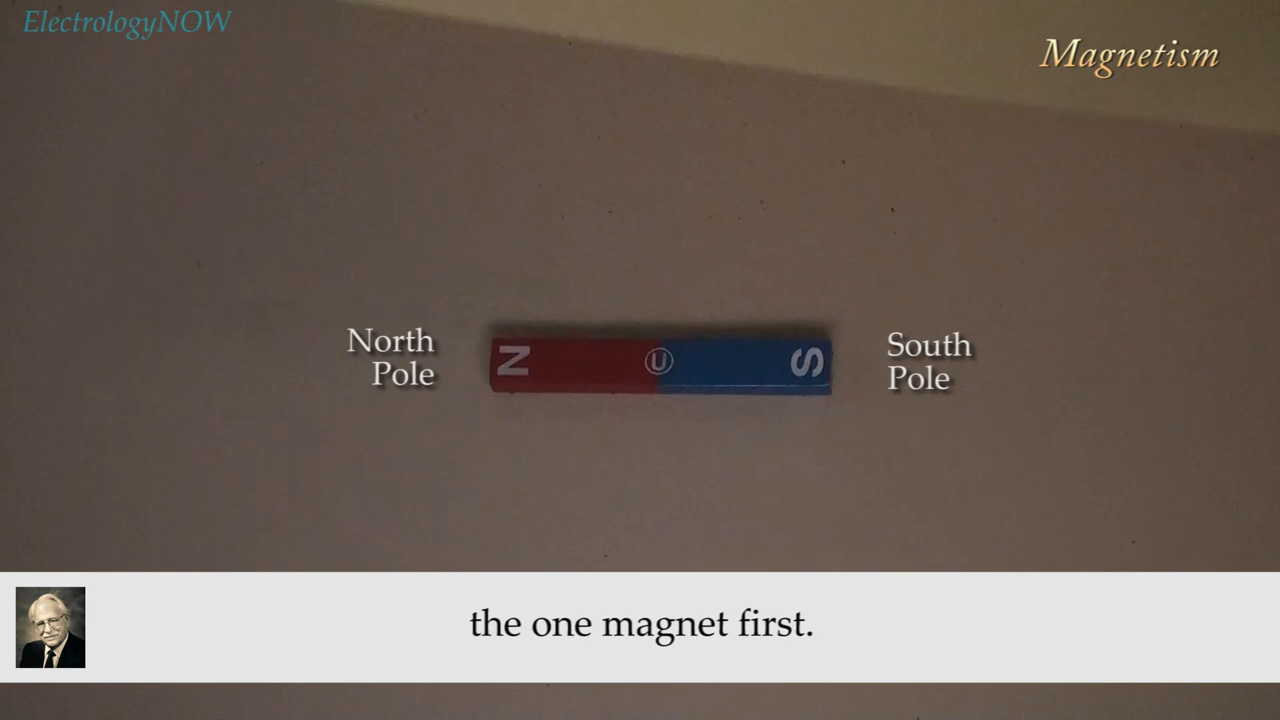 ElectrologyNOW
Magnetism
North
Pole
N
U
S
South
Pole
the one magnet first.